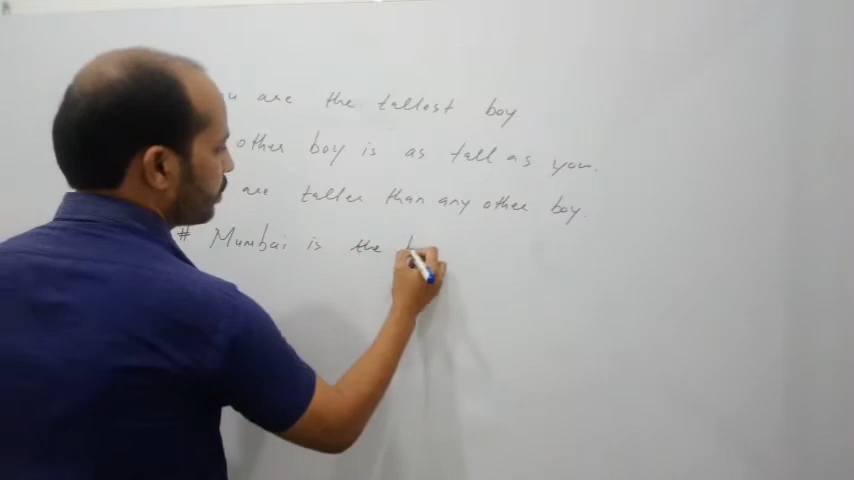 are the tallest boy
other boy is as tall as you.
are taller than any other boy.
# Mumbai is the